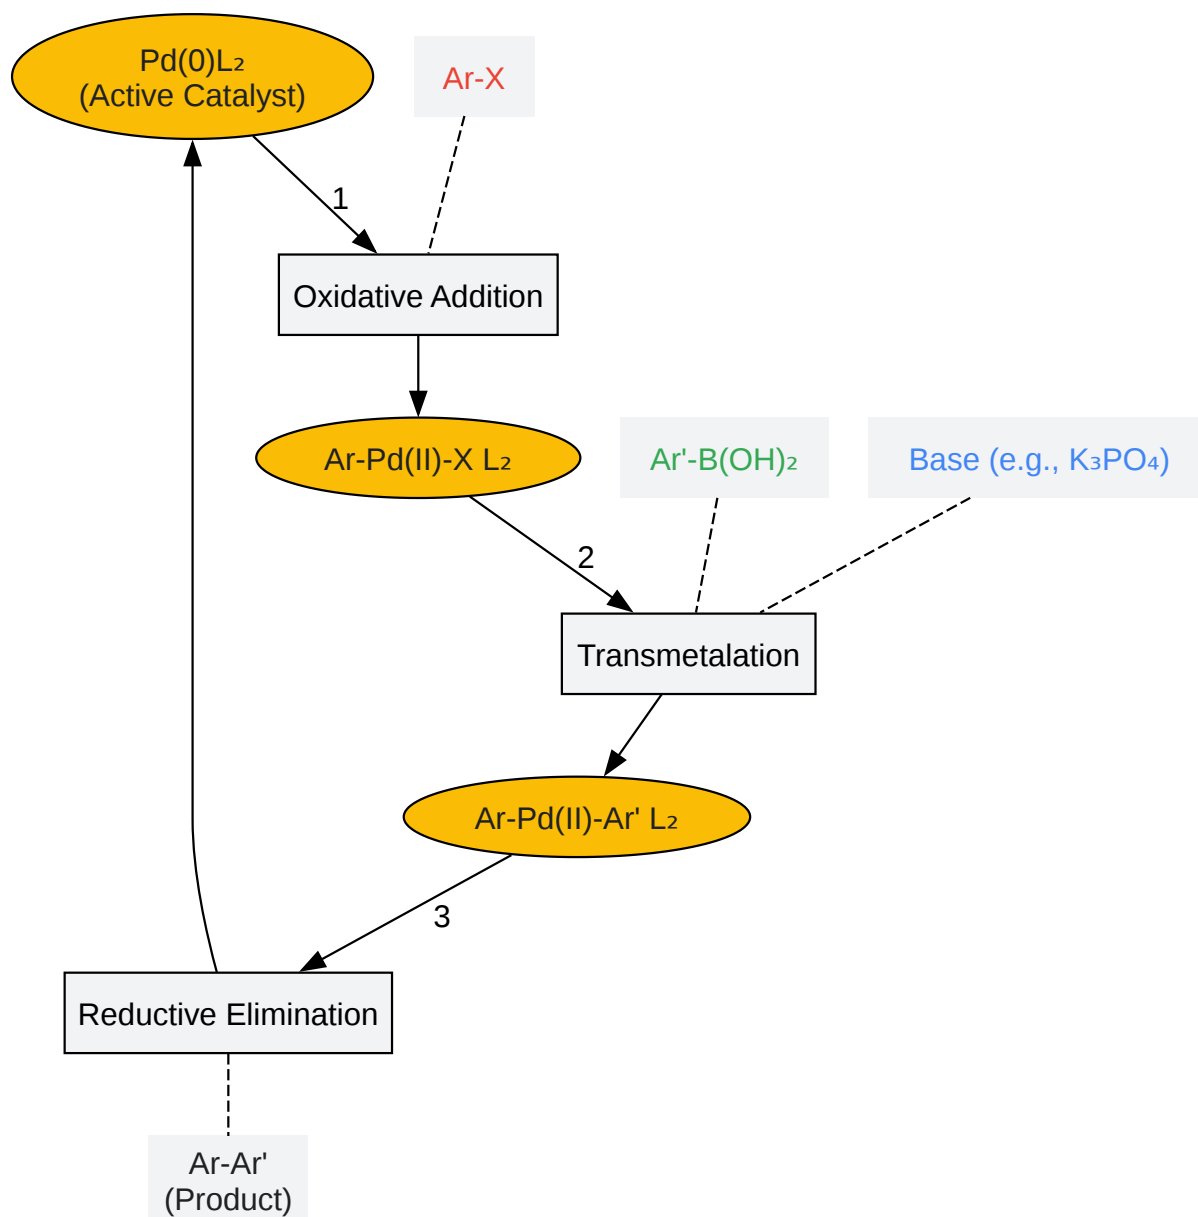 Pd(0)L₂
(Active Catalyst)
Ar-X
1
Oxidative Addition
Ar-Pd(II)-X L₂
Ar'-B(OH)₂
Base (e.g., K₃PO₄)
2
Transmetalation
Ar-Pd(II)-Ar' L₂
3
Reductive Elimination
Ar-Ar'
(Product)